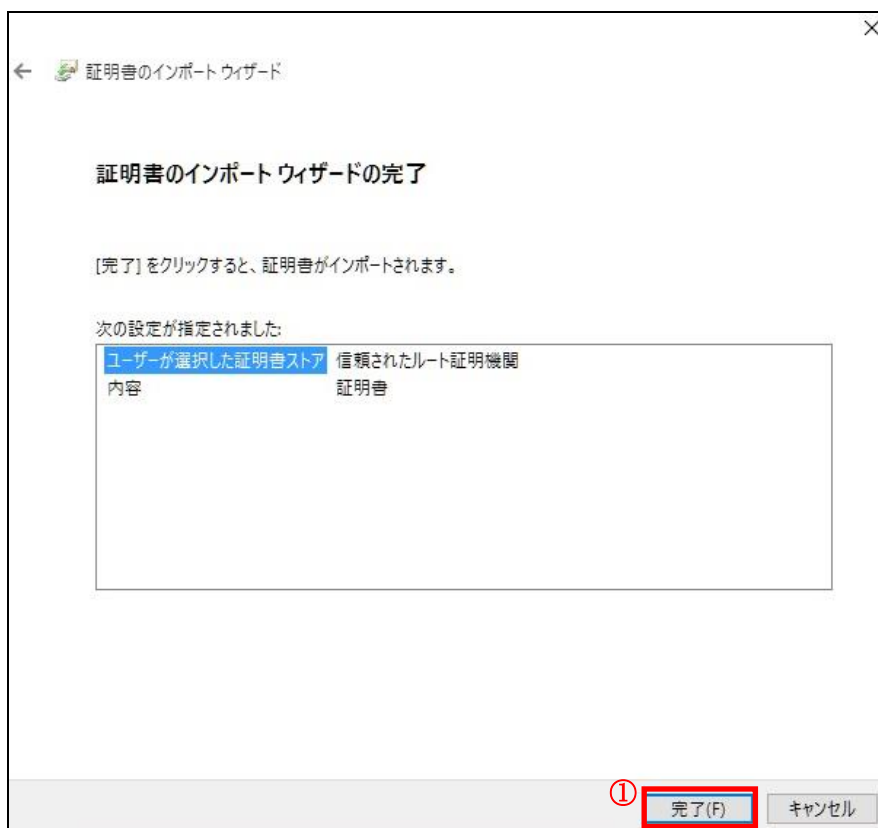 証明書のインポート ウィザード
証明書のインポート ウィザードの完了
[完了] をクリックすると、証明書がインポートされます。
次の設定が指定されました:
ユーザーが選択した証明書ストア 信頼されたルート証明機関
内容 証明書
① 完了(F) キャンセル